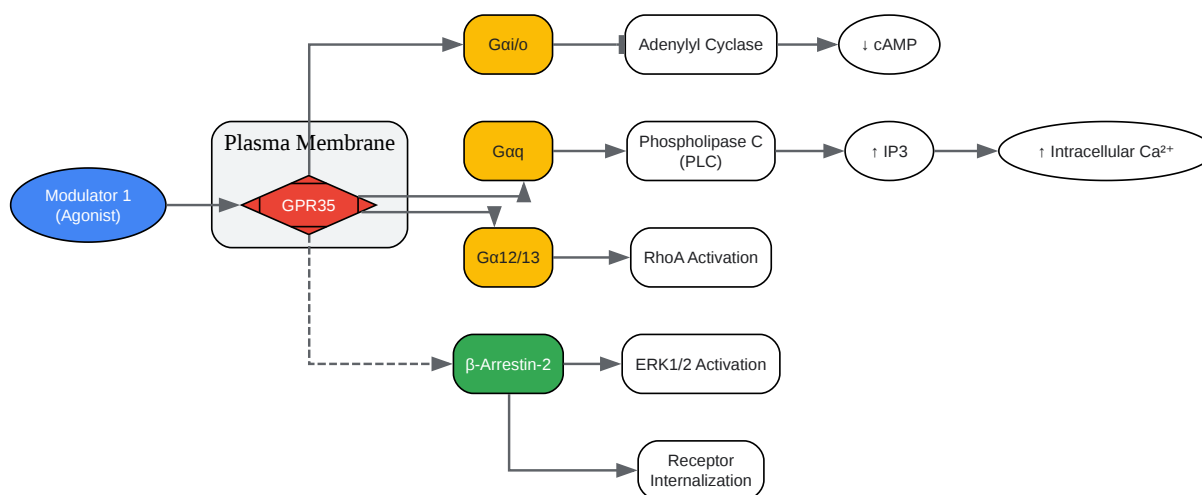 Gαi/o
Adenylyl Cyclase
↓ cAMP
Plasma Membrane
Gαq
Phospholipase C
(PLC)
↑ IP3
↑ Intracellular Ca²⁺
Modulator 1
(Agonist)
GPR35
Gα12/13
RhoA Activation
β-Arrestin-2
ERK1/2 Activation
Receptor
Internalization